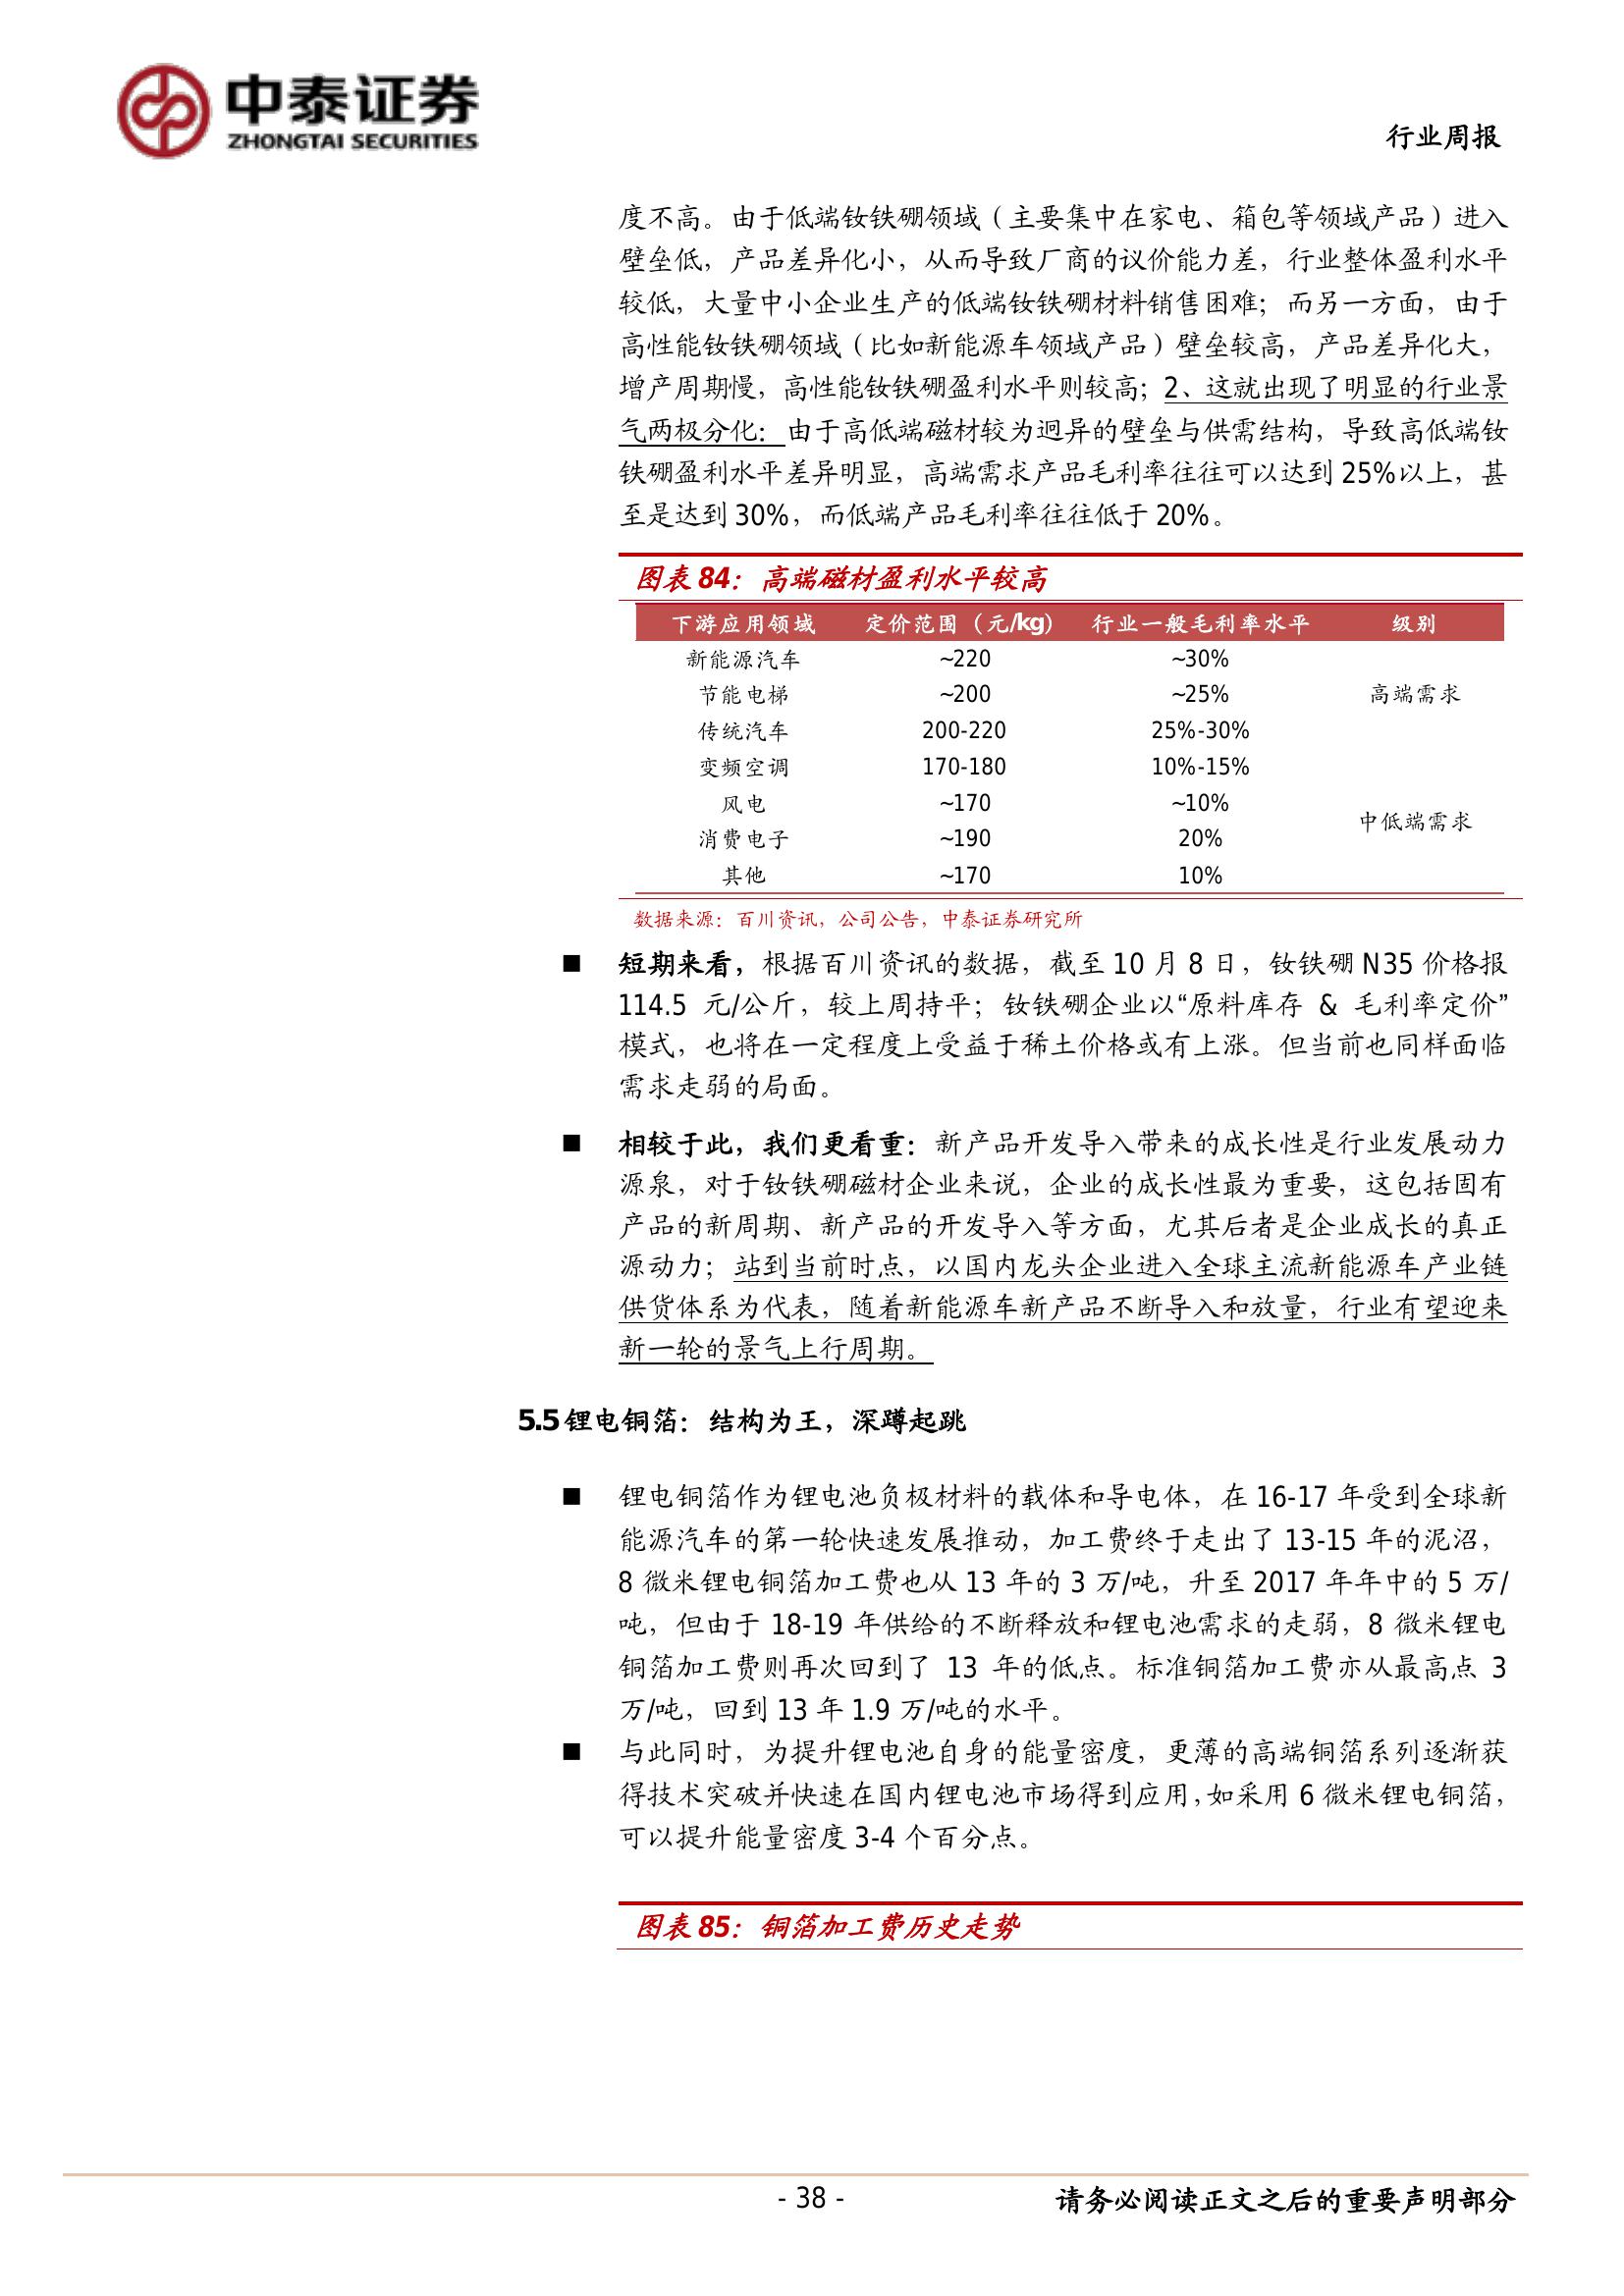 中泰证券
ZHONGTAI SECURITIES
行业周报
度不高。由于低端钕铁硼领域（主要集中在家电、箱包等领域产品）进入
壁垒低，产品差异化小，从而导致厂商的议价能力差，行业整体盈利水平
较低，大量中小企业生产的低端钕铁硼材料销售困难；而另一方面，由于
高性能钕铁硼领域（比如新能源车领域产品）壁垒较高，产品差异化大，
增产周期慢，高性能钕铁硼盈利水平则较高；2、这就出现了明显的行业景
气两极分化：由于高低端磁材较为迥异的壁垒与供需结构，导致高低端钕
铁硼盈利水平差异明显，高端需求产品毛利率往往可以达到 25%以上，甚
至是达到 30%，而低端产品毛利率往往低于 20%。
图表 84：高端磁材盈利水平较高
下游应用领域 定价范围（元/kg） 行业一般毛利率水平 级别
新能源汽车 ~220 ~30%
节能电梯 ~200 ~25% 高端需求
传统汽车 200-220 25%-30%
变频空调 170-180 10%-15%
风电 ~170 ~10%
中低端需求
消费电子 ~190 20%
其他 ~170 10%
数据来源：百川资讯，公司公告，中泰证券研究所
■ 短期来看，根据百川资讯的数据，截至 10 月 8 日，钕铁硼 N35 价格报
114.5 元/公斤，较上周持平；钕铁硼企业以“原料库存 & 毛利率定价”
模式，也将在一定程度上受益于稀土价格或有上涨。但当前也同样面临
需求走弱的局面。
■ 相较于此，我们更看重：新产品开发导入带来的成长性是行业发展动力
源泉，对于钕铁硼磁材企业来说，企业的成长性最为重要，这包括固有
产品的新周期、新产品的开发导入等方面，尤其后者是企业成长的真正
源动力；站到当前时点，以国内龙头企业进入全球主流新能源车产业链
供货体系为代表，随着新能源车新产品不断导入和放量，行业有望迎来
新一轮的景气上行周期。
5.5 锂电铜箔：结构为王，深蹲起跳
■ 锂电铜箔作为锂电池负极材料的载体和导电体，在 16-17 年受到全球新
能源汽车的第一轮快速发展推动，加工费终于走出了 13-15 年的泥沼，
8 微米锂电铜箔加工费也从 13 年的 3 万/吨，升至 2017 年年中的 5 万/
吨，但由于 18-19 年供给的不断释放和锂电池需求的走弱，8 微米锂电
铜箔加工费则再次回到了 13 年的低点。标准铜箔加工费亦从最高点 3
万/吨，回到 13 年 1.9 万/吨的水平。
■ 与此同时，为提升锂电池自身的能量密度，更薄的高端铜箔系列逐渐获
得技术突破并快速在国内锂电池市场得到应用，如采用 6 微米锂电铜箔，
可以提升能量密度 3-4 个百分点。
图表 85：铜箔加工费历史走势
- 38 -
请务必阅读正文之后的重要声明部分